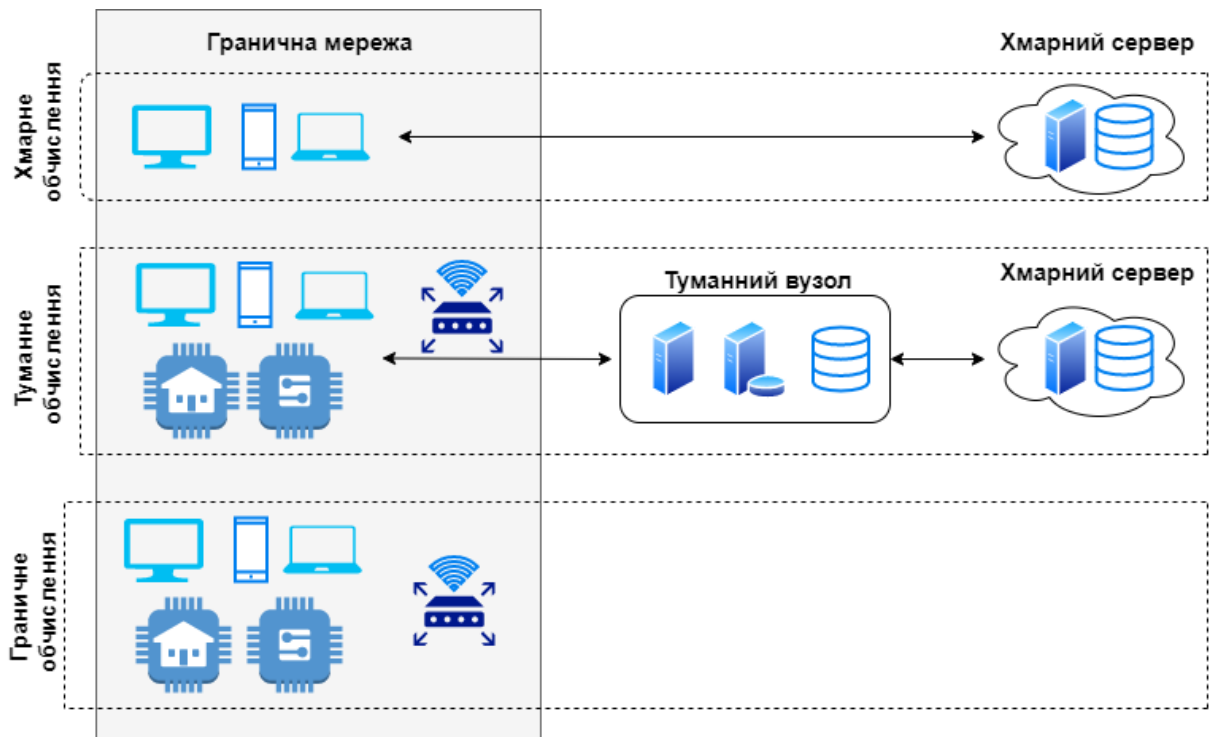 Гранична мережа
Хмарний сервер
Хмарне
обчислення
Туманне
обчислення
Туманний вузол
Хмарний сервер
Граничне
обчислення